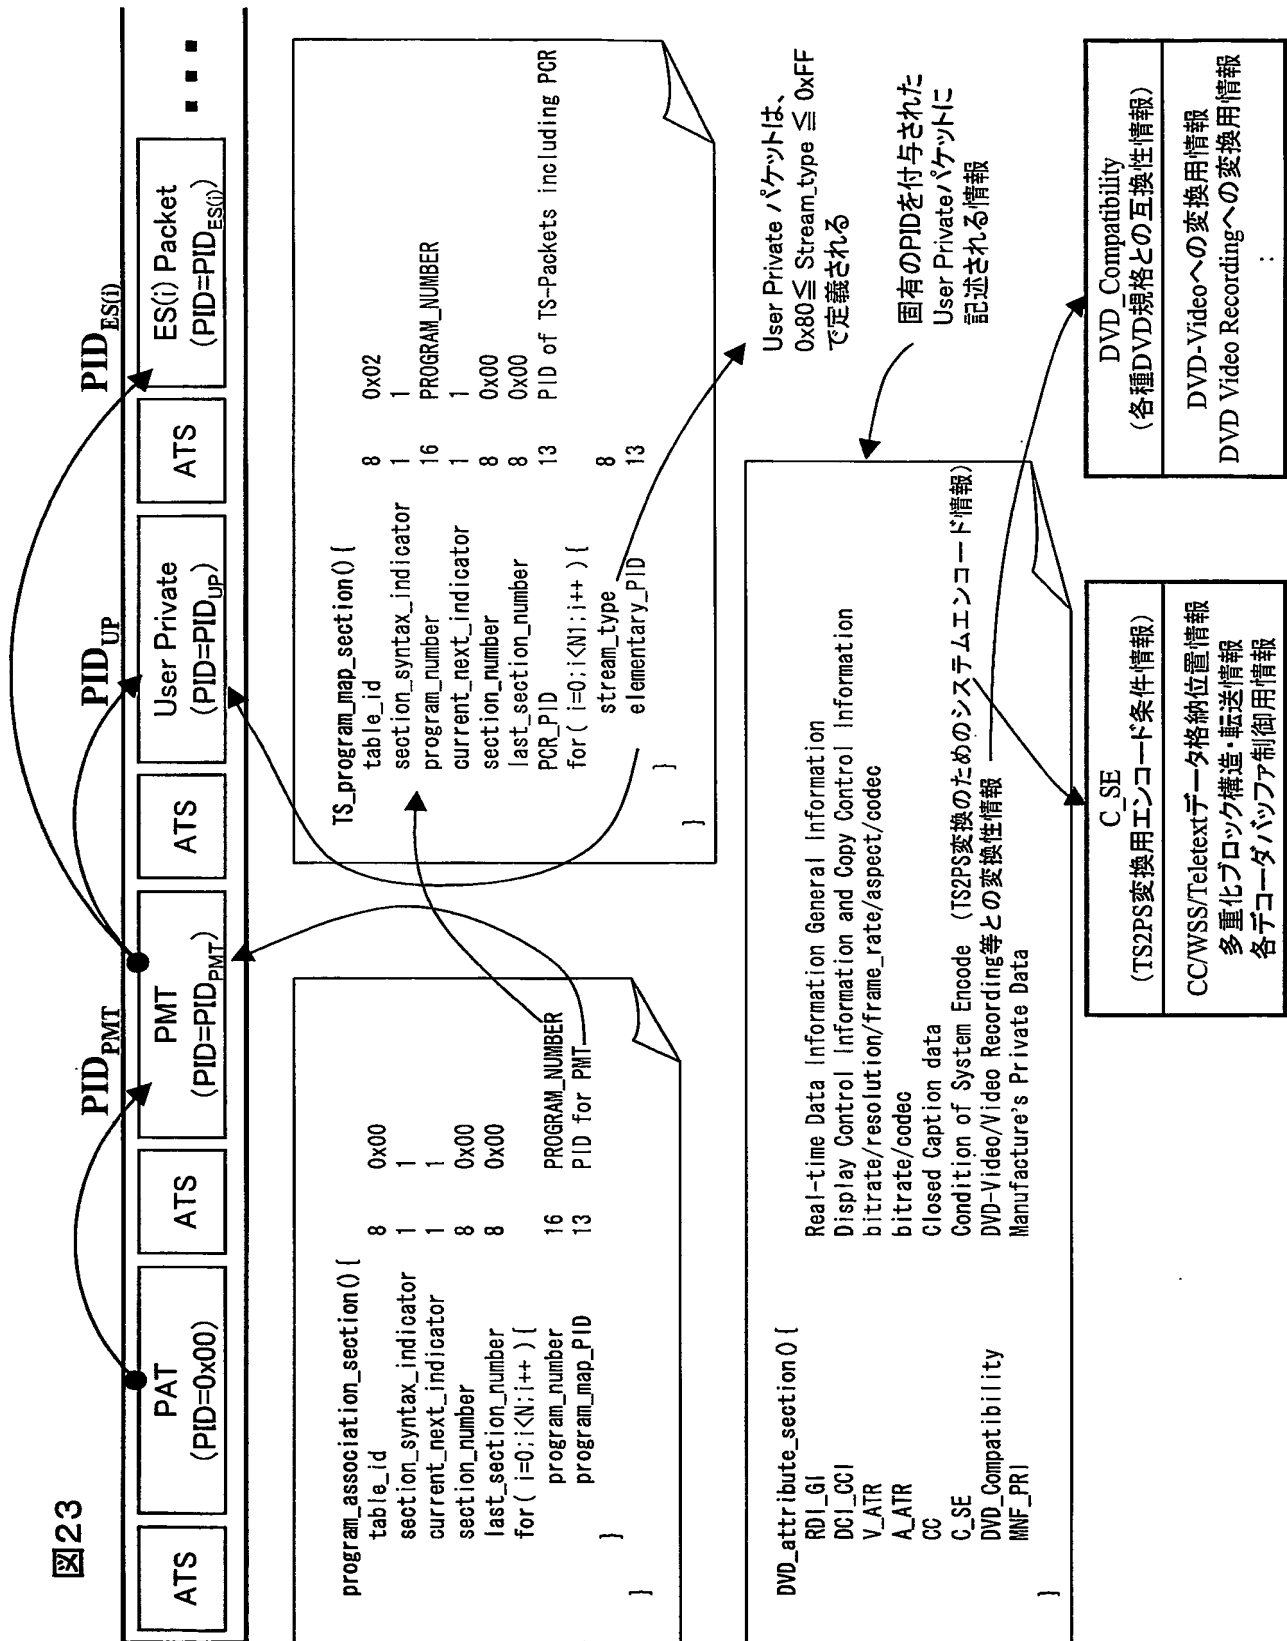 図23
PID_PMT
PID_UP
PID_ES(i)
ATS
PAT
(PID=0x00)
ATS
PMT
(PID=PID_PMT)
ATS
User Private
(PID=PID_UP)
ATS
ES(i) Packet
(PID=PID_ES(i))
program_association_section() {
table_id 8 0x00
section_syntax_indicator 1 1
current_next_indicator 1 1
section_number 8 0x00
last_section_number 8 0x00
for( i=0;i<N;i++ ) {
program_number 16 PROGRAM_NUMBER
program_map_PID 13 PID for PMT
}
}
TS_program_map_section() {
table_id 8 0x02
section_syntax_indicator 1 1
program_number 16 PROGRAM_NUMBER
current_next_indicator 1 1
section_number 8 0x00
last_section_number 8 0x00
PCR_PID 13 PID of TS-Packets including PCR
for( i=0;i<N1;i++ ) {
stream_type 8
elementary_PID 13
}
}
User Private パケットは、
0x80≦ Stream_type ≦ 0xFF
で定義される
DVD_attribute_section() {
RDI_GI Real-time Data Information General Information
DCI_CCI Display Control Information and Copy Control Information
V_ATR bitrate/resolution/frame_rate/aspect/codec
A_ATR bitrate/codec
CC Closed Caption data
C_SE Condition of System Encode (TS2PS変換のためのシステムエンコード情報)
DVD_Compatibility DVD-Video/Video Recording等との変換性情報
MNF_PRI Manufacture's Private Data
}
固有のPIDを付与された
User Privateパケットに
記述される情報
C_SE
(TS2PS変換用エンコード条件情報)
CC/WSS/Teletextデータ格納位置情報
多重化ブロック構造・転送情報
各デコーダバッファ制御用情報
DVD_Compatibility
(各種DVD規格との互換性情報)
DVD-Videoへの変換用情報
DVD Video Recordingへの変換用情報
: